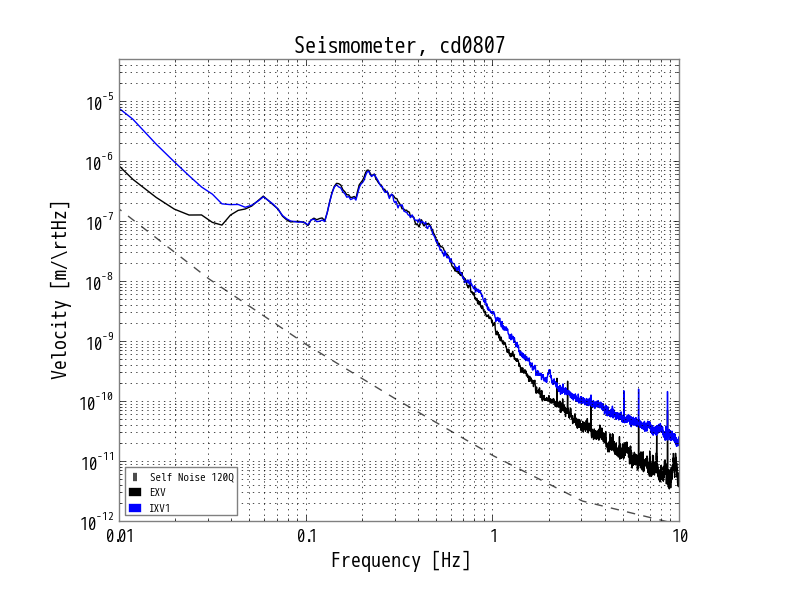 Seismometer, cd0807
Velocity [m/\rtHz]
10^-5
10^-6
10^-7
10^-8
10^-9
10^-10
10^-11
10^-12
Self Noise 120Q
EXV
IXV1
0.01 0.1 1 10
Frequency [Hz]